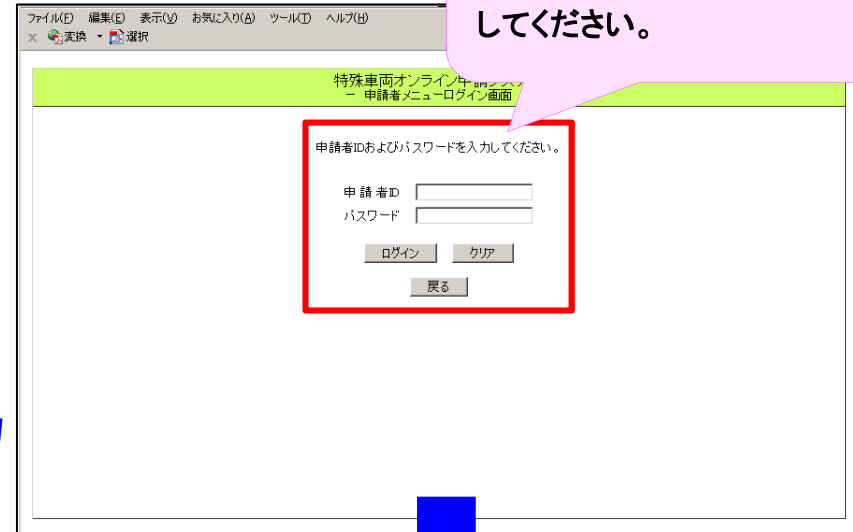 してください。
ファイル(F) 編集(E) 表示(V) お気に入り(A) ツール(T) ヘルプ(H)
× 変換 ▾ 選択
特殊車両オンライン申請システ
－ 申請者メニューログイン画面
申請者IDおよびパスワードを入力してください。
申 請 者ID
パスワード
ログイン クリア
戻る